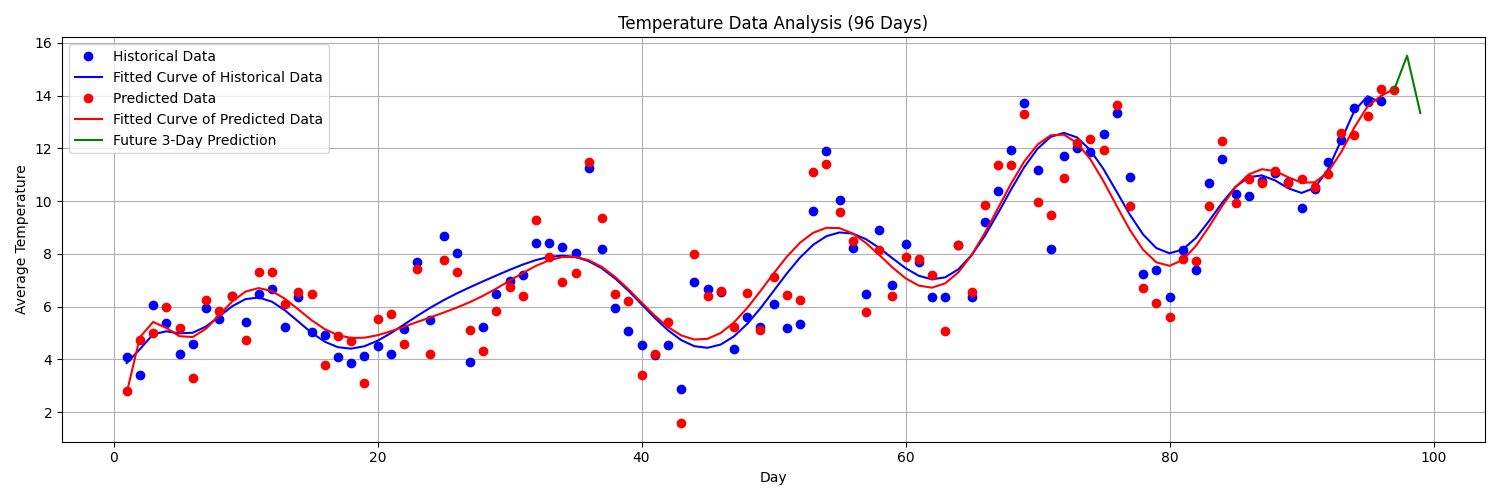 Temperature Data Analysis (96 Days)
Historical Data
Fitted Curve of Historical Data
Predicted Data
Fitted Curve of Predicted Data
Future 3-Day Prediction
Average Temperature
16
14
12
10
8
6
4
2
0
20
40
60
80
100
Day